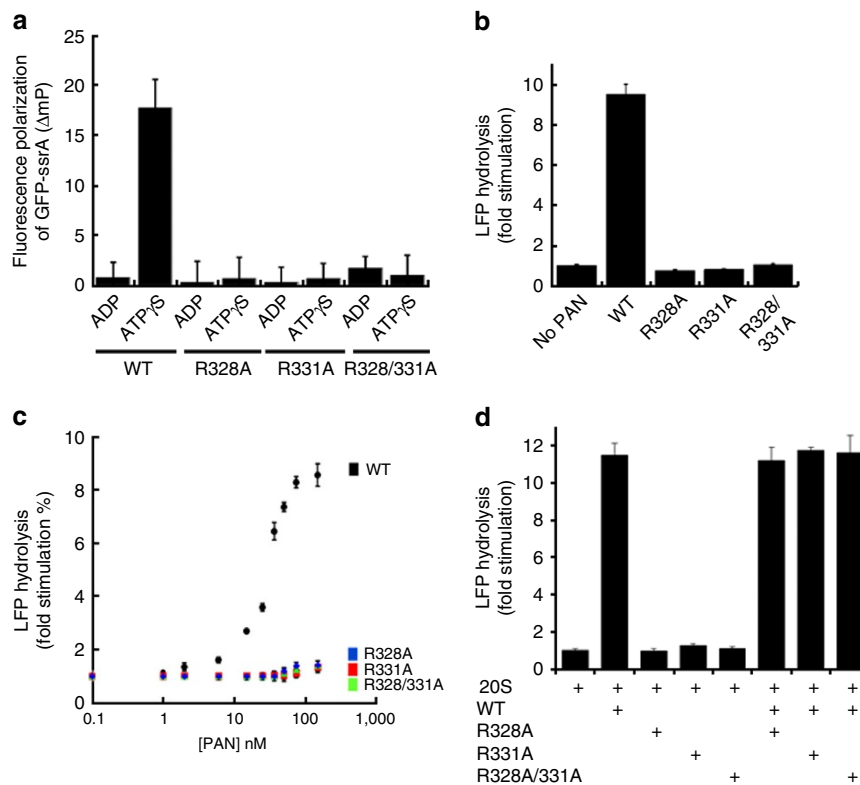 a
Fluorescence polarization
of GFP-ssrA (ΔmP)
25
20
15
10
5
0
ADP
ATPγS
ADP
ATPγS
ADP
ATPγS
ADP
ATPγS
WT
R328A
R331A
R328/331A
b
LFP hydrolysis
(fold stimulation)
10
8
6
4
2
0
No PAN
WT
R328A
R331A
R328/
331A
c
LFP hydrolysis
(fold stimulation %)
10
8
6
4
2
0
WT
R328A
R331A
R328/331A
0.1
1
10
100
1,000
[PAN] nM
d
LFP hydrolysis
(fold stimulation)
12
10
8
6
4
2
0
20S + + + + + + + +
WT + + + +
R328A + +
R331A + +
R328A/331A + +